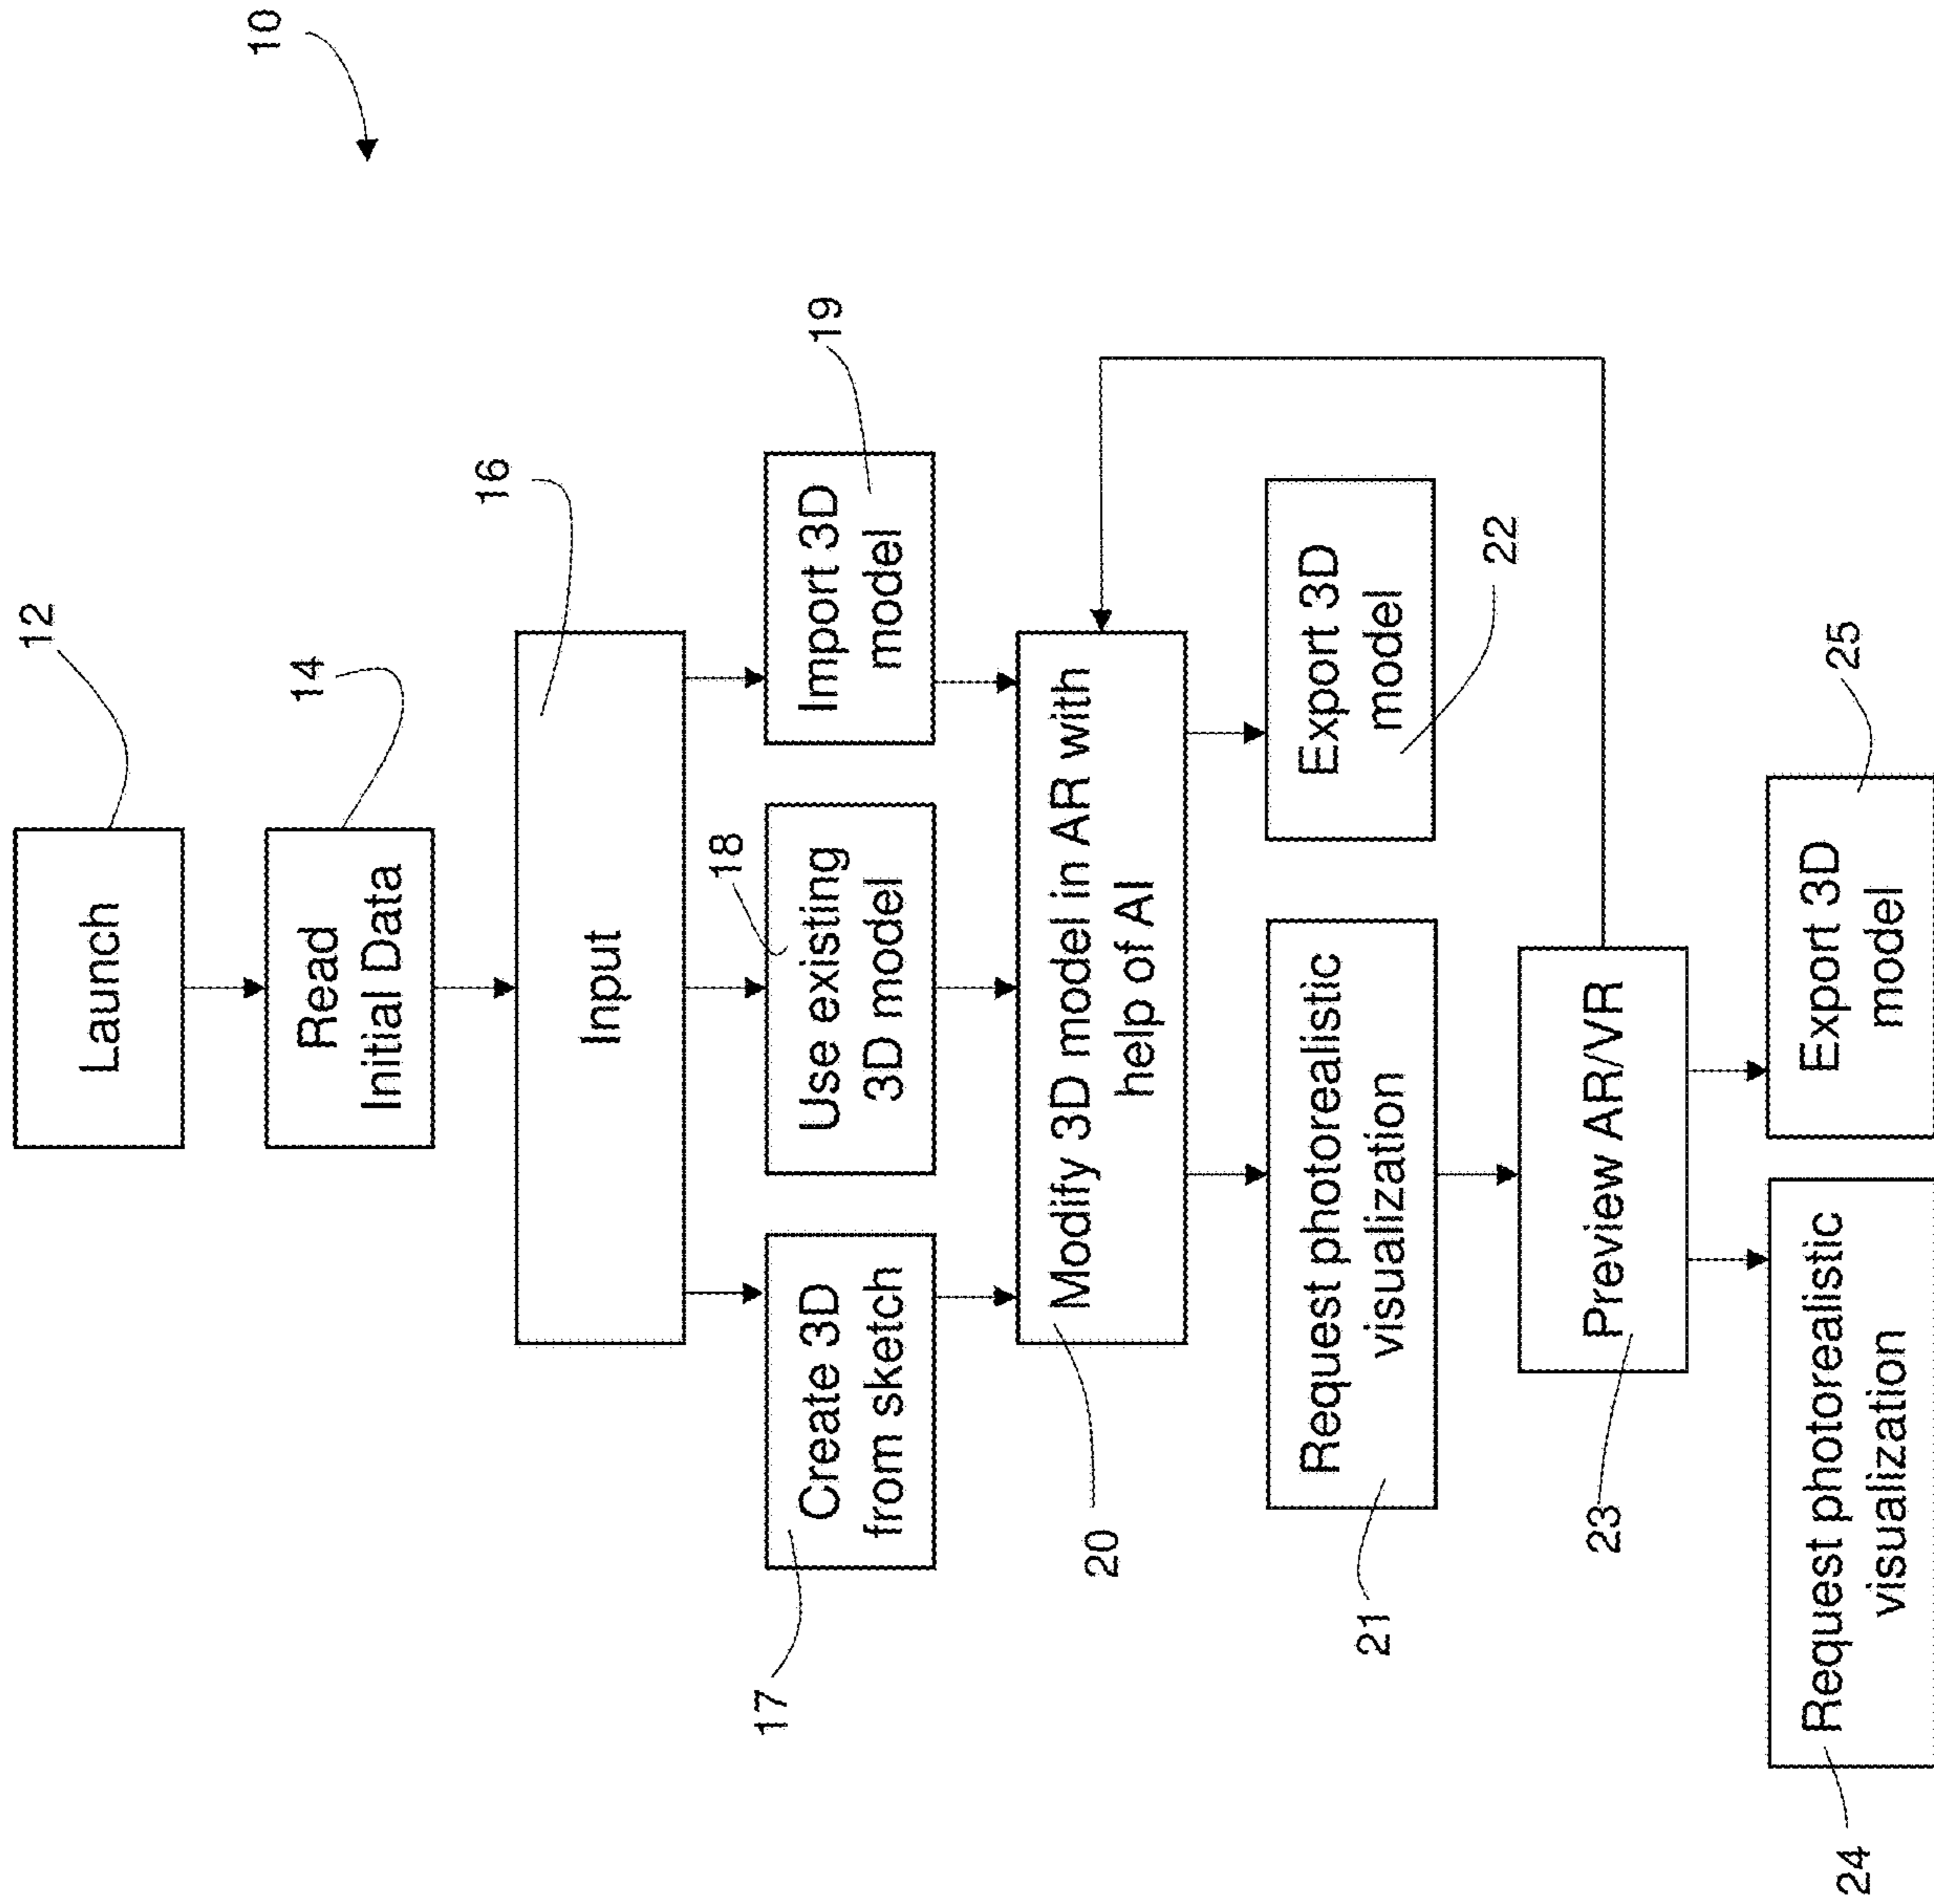 10
12
Launch
14
Read
Initial Data
16
Input
17
Create 3D
from sketch
18
Use existing
3D model
19
Import 3D
model
20
Modify 3D model in AR with
help of AI
21
Request photorealistic
visualization
22
Export 3D
model
23
Preview AR/VR
24
Request photorealistic
visualization
25
Export 3D
model